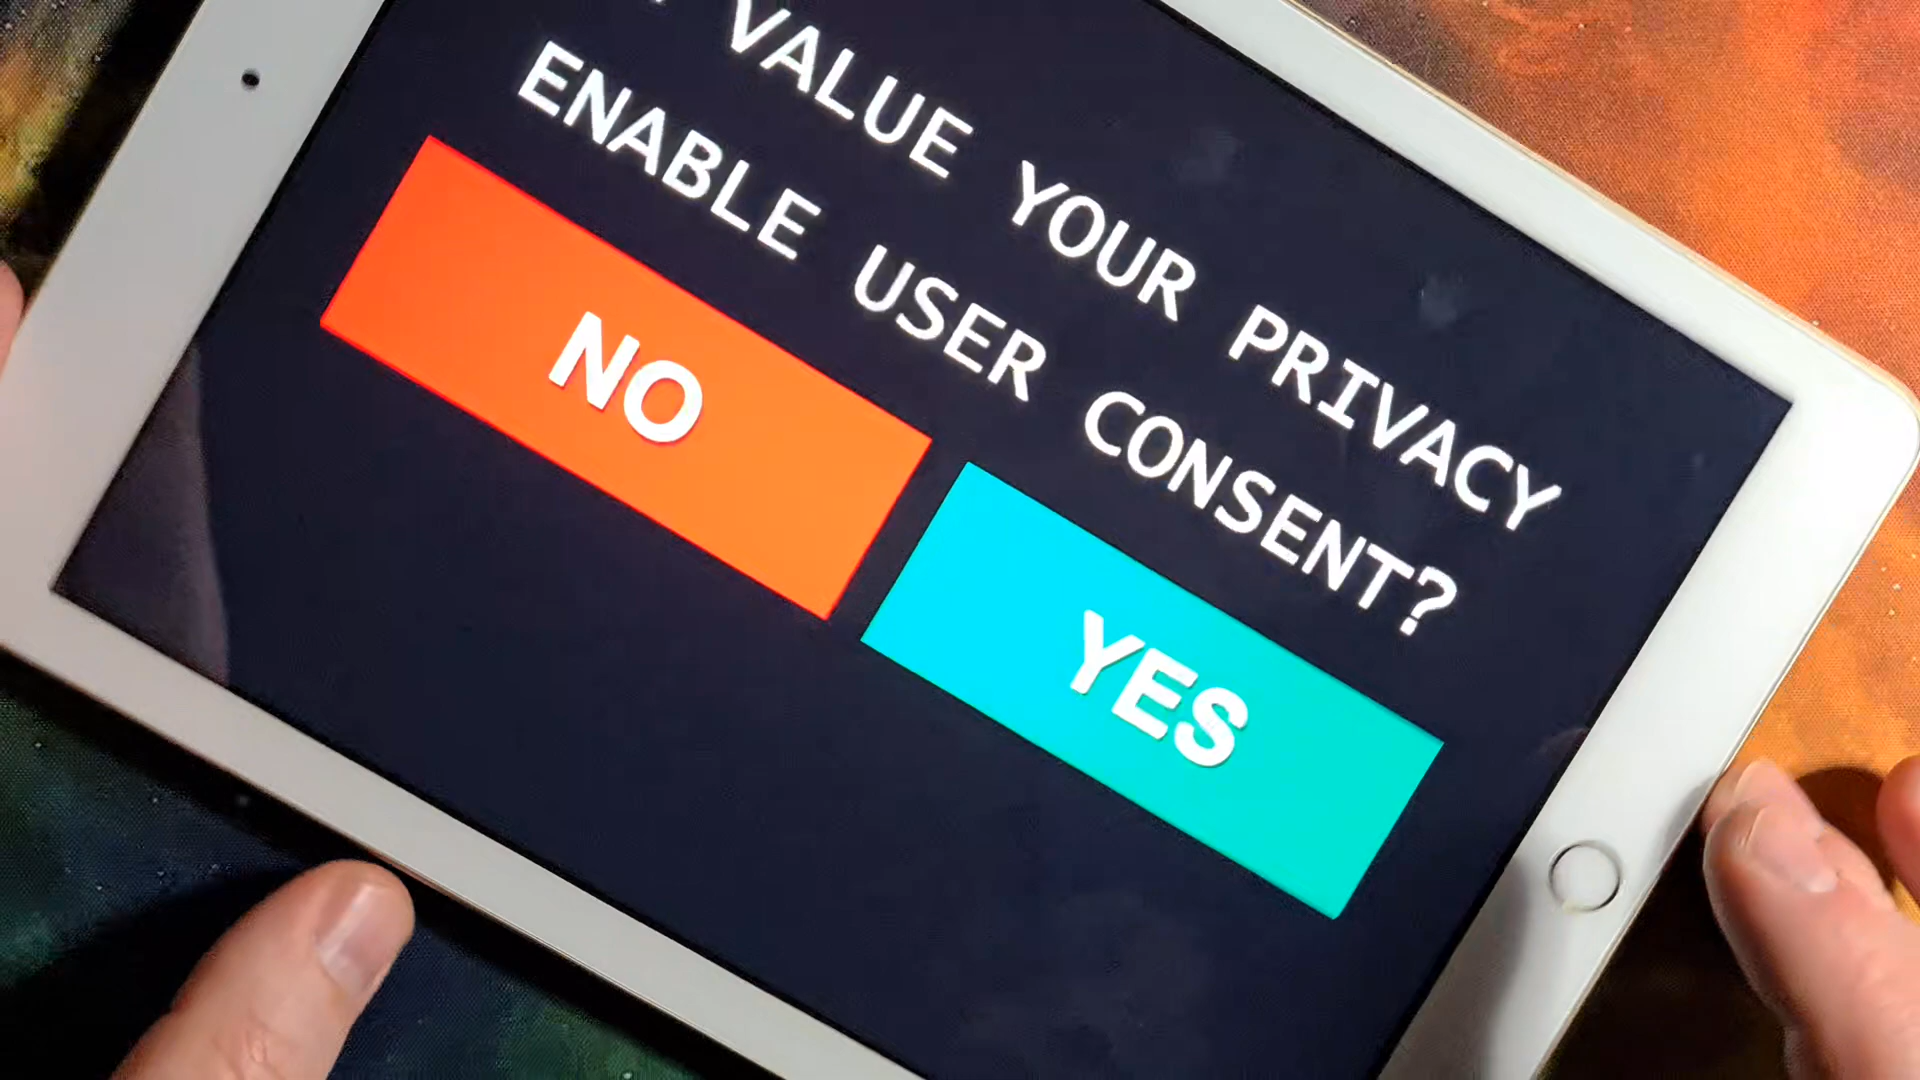 VALUE YOUR PRIVACY
ENABLE USER CONSENT?
NO
YES